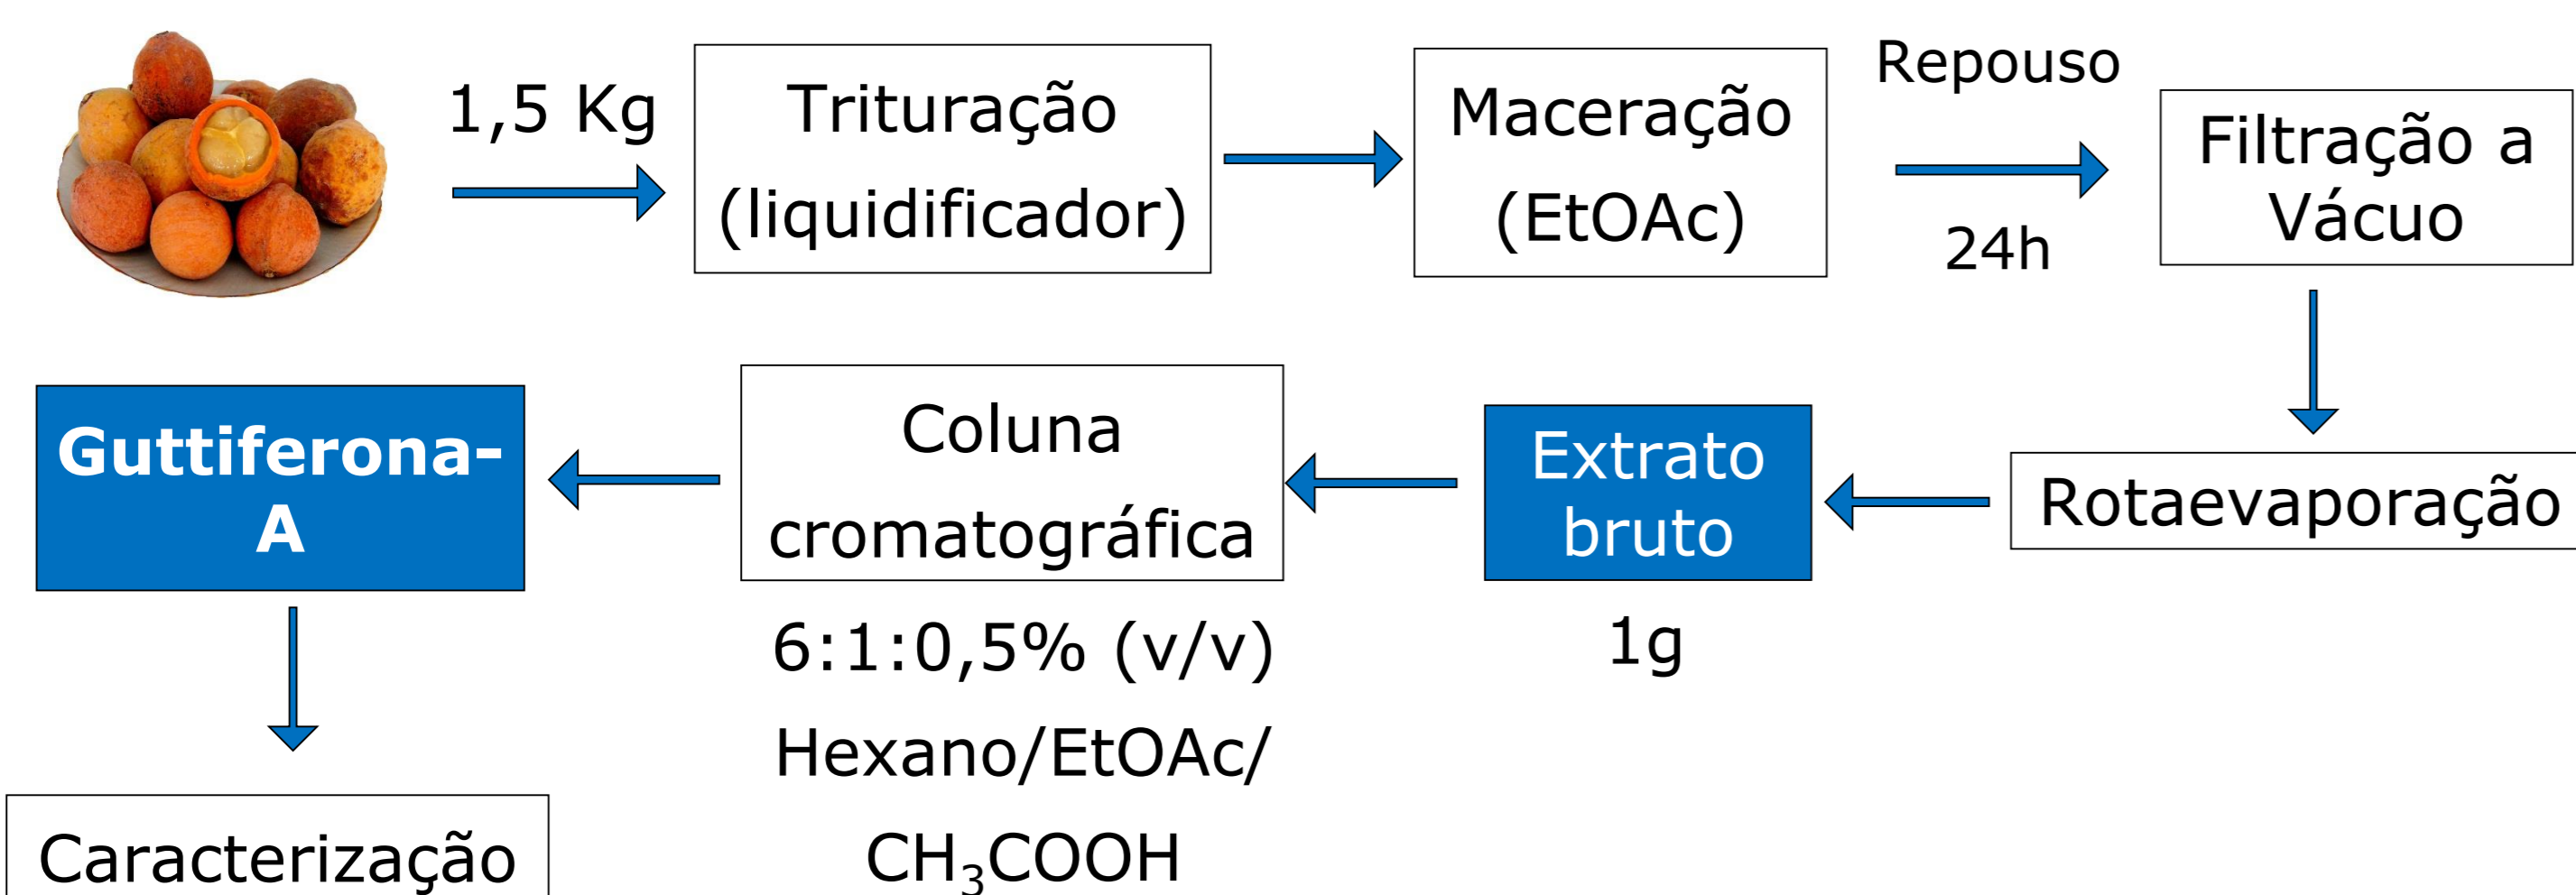 1,5 Kg
Trituração
(liquidificador)
Maceração
(EtOAc)
Repouso
24h
Filtração a
Vácuo
Rotaevaporação
Extrato
bruto
1g
Coluna
cromatográfica
6:1:0,5% (v/v)
Hexano/EtOAc/
CH₃COOH
Guttiferona-
A
Caracterização